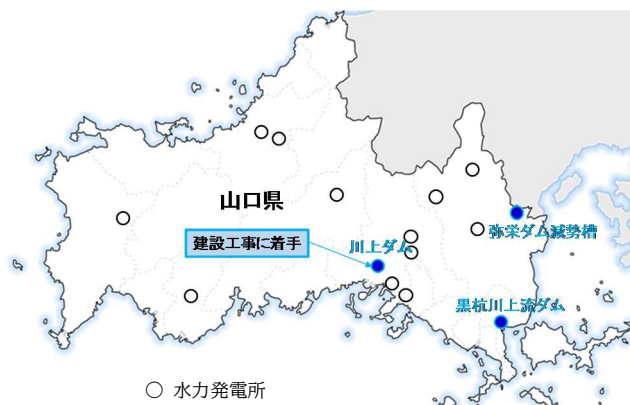 山口県
弥栄ダム減勢槽
建設工事に着手
川上ダム
黒杭川上流ダム
○ 水力発電所